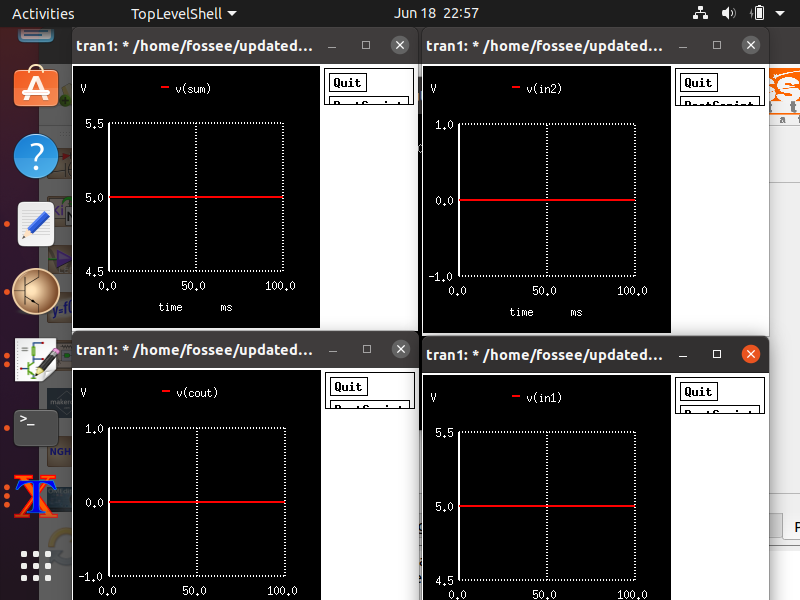 Activities
TopLevelShell
Jun 18 22:57
tran1: * /home/fossee/updated...
V
v(sum)
Quit
PostScript
5.5
5.0
4.5
0.0
50.0
100.0
time
ms
tran1: * /home/fossee/updated...
V
v(in2)
Quit
PostScript
1.0
0.0
-1.0
0.0
50.0
100.0
time
ms
tran1: * /home/fossee/updated...
V
v(cout)
Quit
PostScript
1.0
0.0
-1.0
0.0
50.0
100.0
tran1: * /home/fossee/updated...
V
v(in1)
Quit
PostScript
5.5
5.0
4.5
0.0
50.0
100.0